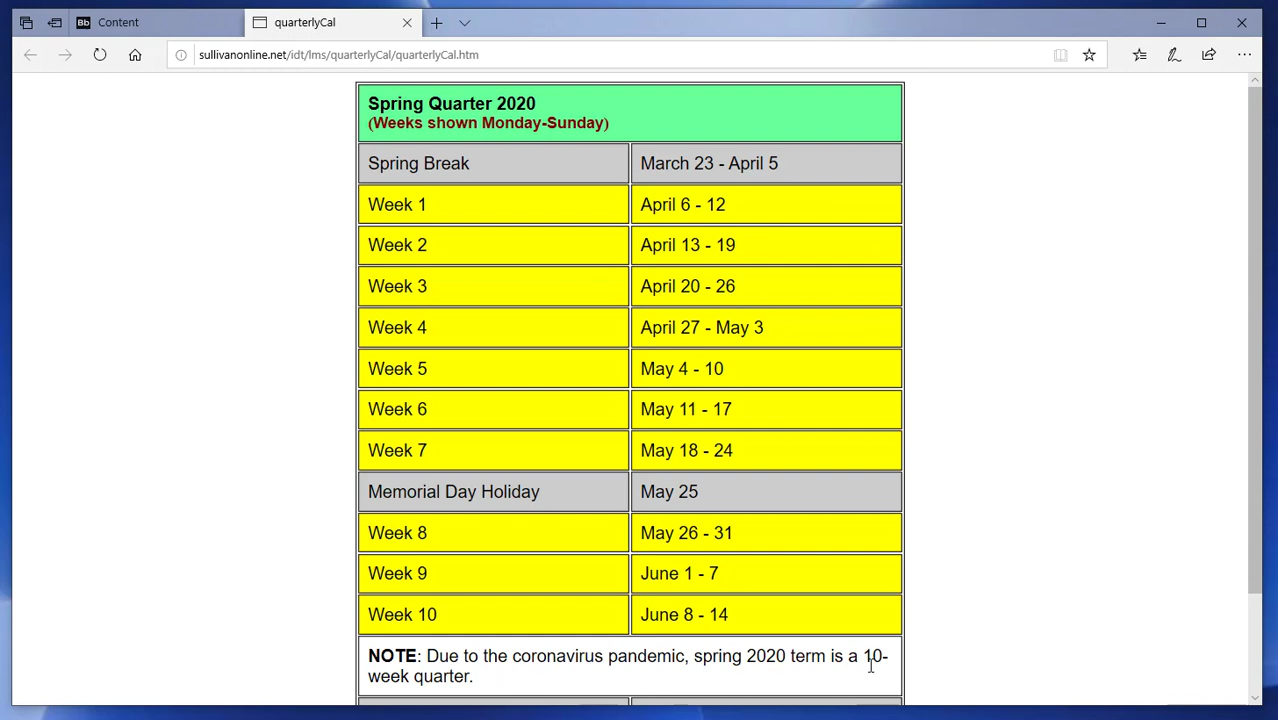 Content
quarterlyCal
sullivanonline.net/idt/lms/quarterlyCal/quarterlyCal.htm
Spring Quarter 2020
(Weeks shown Monday-Sunday)
Spring Break March 23 - April 5
Week 1 April 6 - 12
Week 2 April 13 - 19
Week 3 April 20 - 26
Week 4 April 27 - May 3
Week 5 May 4 - 10
Week 6 May 11 - 17
Week 7 May 18 - 24
Memorial Day Holiday May 25
Week 8 May 26 - 31
Week 9 June 1 - 7
Week 10 June 8 - 14
NOTE: Due to the coronavirus pandemic, spring 2020 term is a 10-
week quarter.